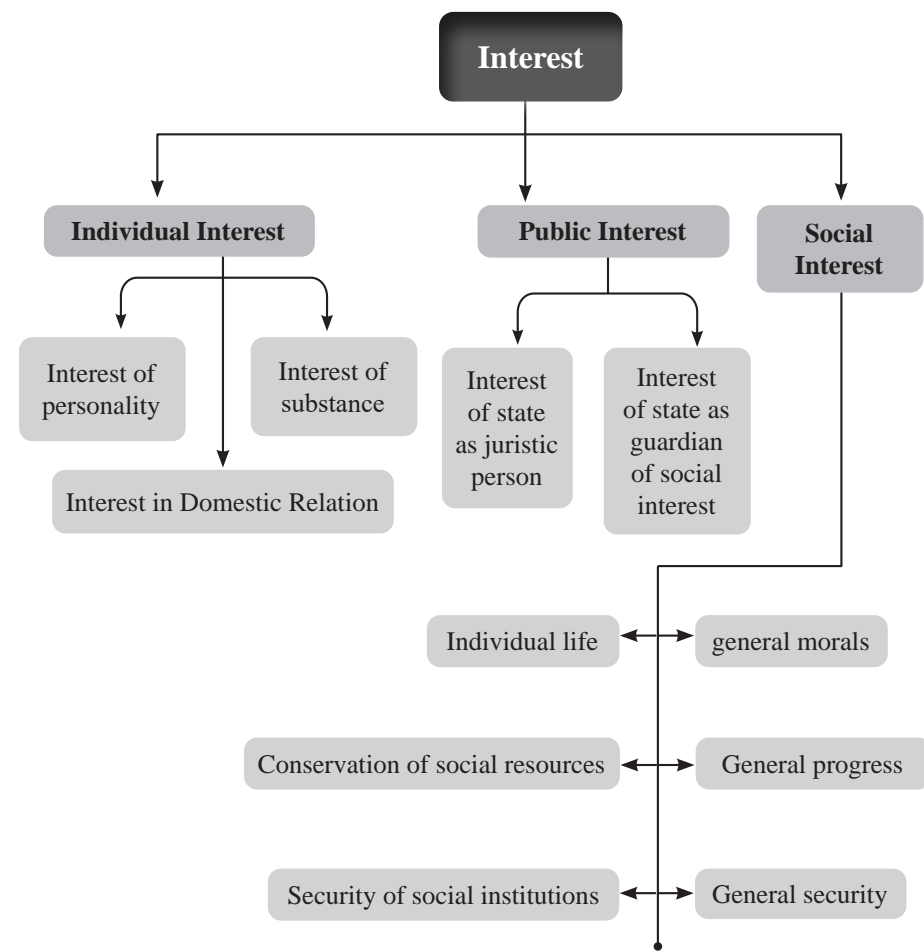 Interest
Individual Interest
Public Interest
Social
Interest
Interest of
personality
Interest of
substance
Interest in Domestic Relation
Interest
of state
as juristic
person
Interest
of state as
guardian
of social
interest
Individual life
general morals
Conservation of social resources
General progress
Security of social institutions
General security